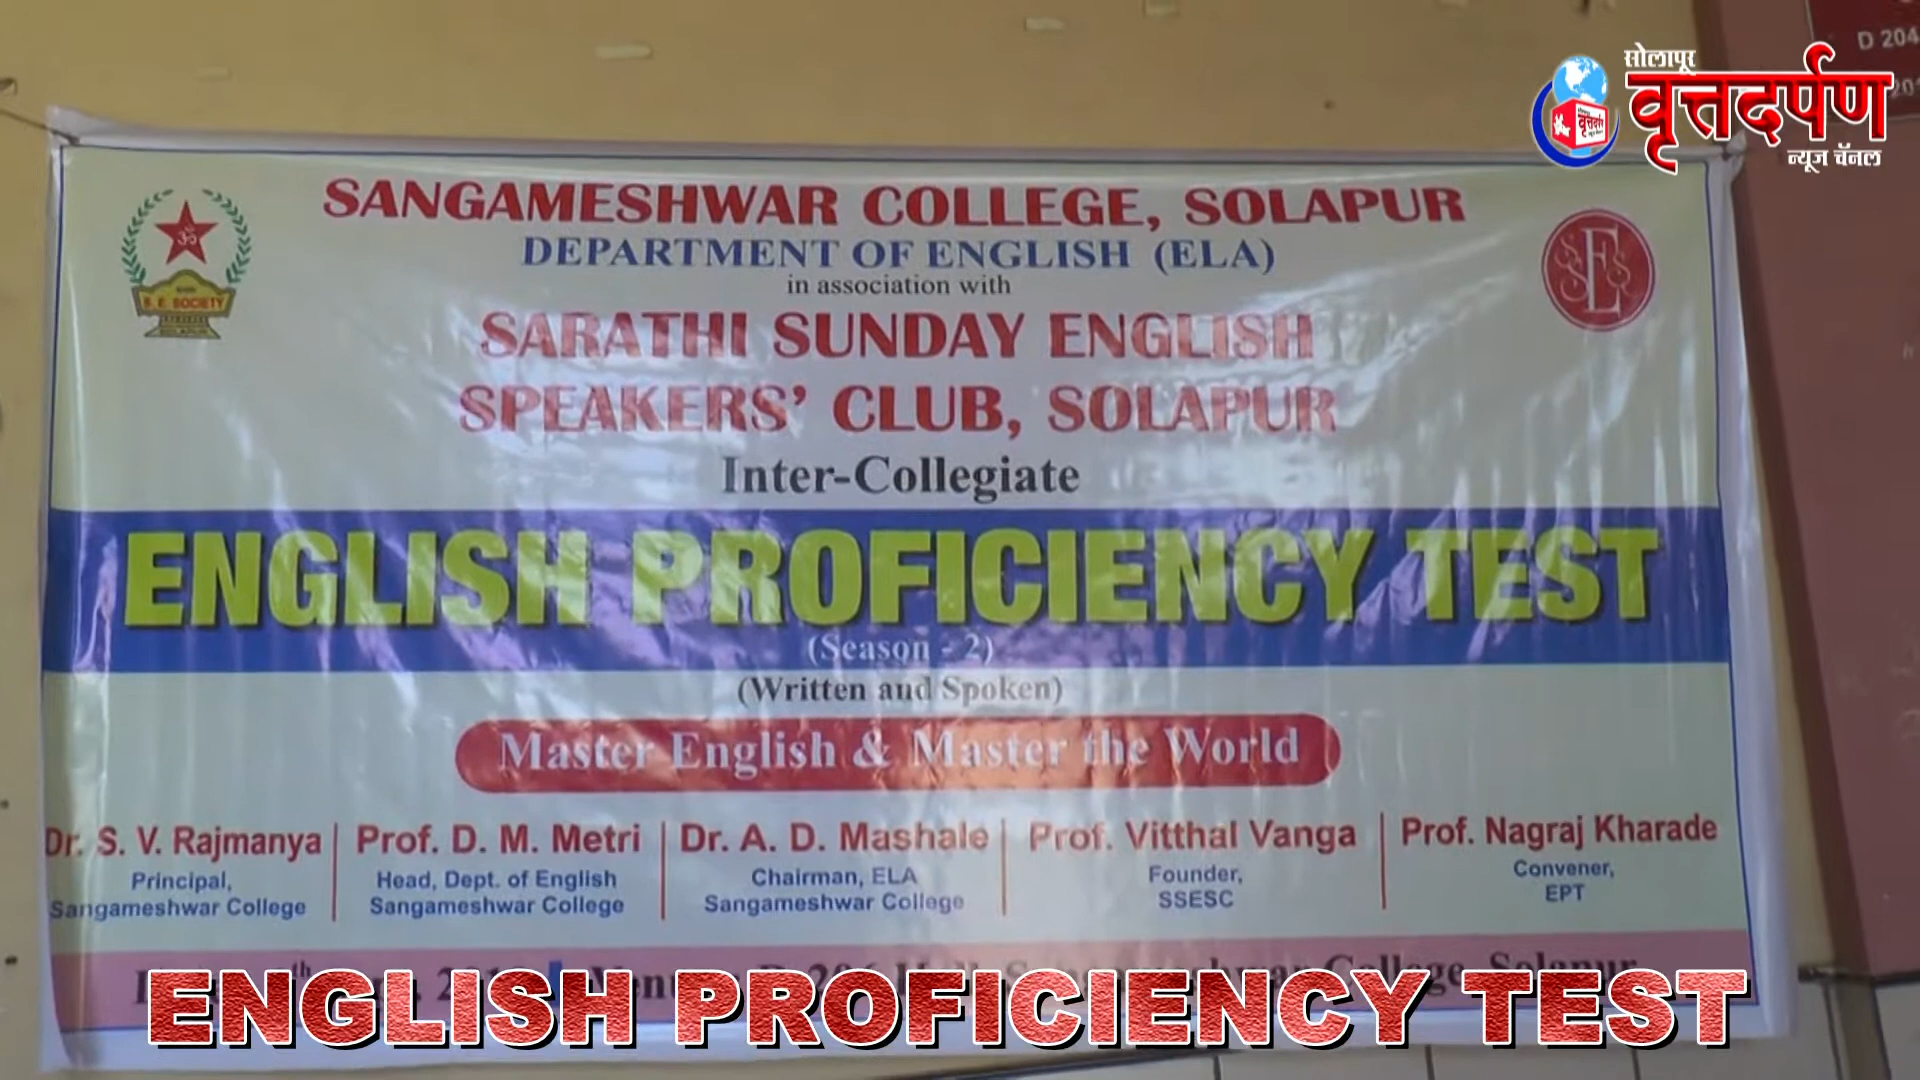 D 204
सोलापूर
वृत्तदर्पण
न्यूज चॅनल
SANGAMESHWAR COLLEGE, SOLAPUR
DEPARTMENT OF ENGLISH (ELA)
in association with
SARATHI SUNDAY ENGLISH
SPEAKERS' CLUB, SOLAPUR
Inter-Collegiate
ENGLISH PROFICIENCY TEST
(Season - 2)
(Written and Spoken)
Master English & Master the World
S. E. SOCIETY
ॐ
Dr. S. V. Rajmanya
Principal,
Sangameshwar College
Prof. D. M. Metri
Head, Dept. of English
Sangameshwar College
Dr. A. D. Mashale
Chairman, ELA
Sangameshwar College
Prof. Vitthal Vanga
Founder,
SSESC
Prof. Nagraj Kharade
Convener,
EPT
College, Solapur
ENGLISH PROFICIENCY TEST